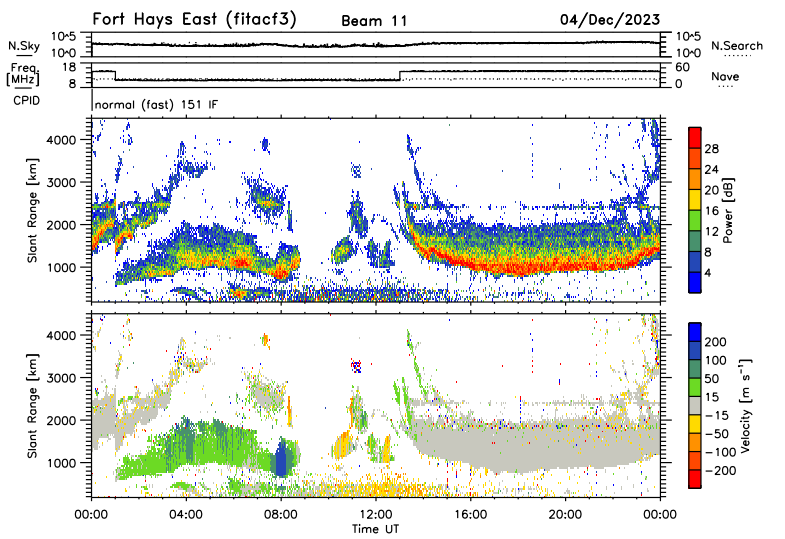 Fort Hays East (fitacf3) Beam 11 04/Dec/2023
N.Sky 10^5 10^0 10^5 10^0 N.Search
Freq. [MHz] 18 8 60 0 Nave
CPID normal (fast) 151 IF
Slant Range [km] 4000 3000 2000 1000
Power [dB] 28 24 20 16 12 8 4
Slant Range [km] 4000 3000 2000 1000
Velocity [m s⁻¹] 200 100 50 15 −15 −50 −100 −200
00:00 04:00 08:00 12:00 16:00 20:00 00:00
Time UT